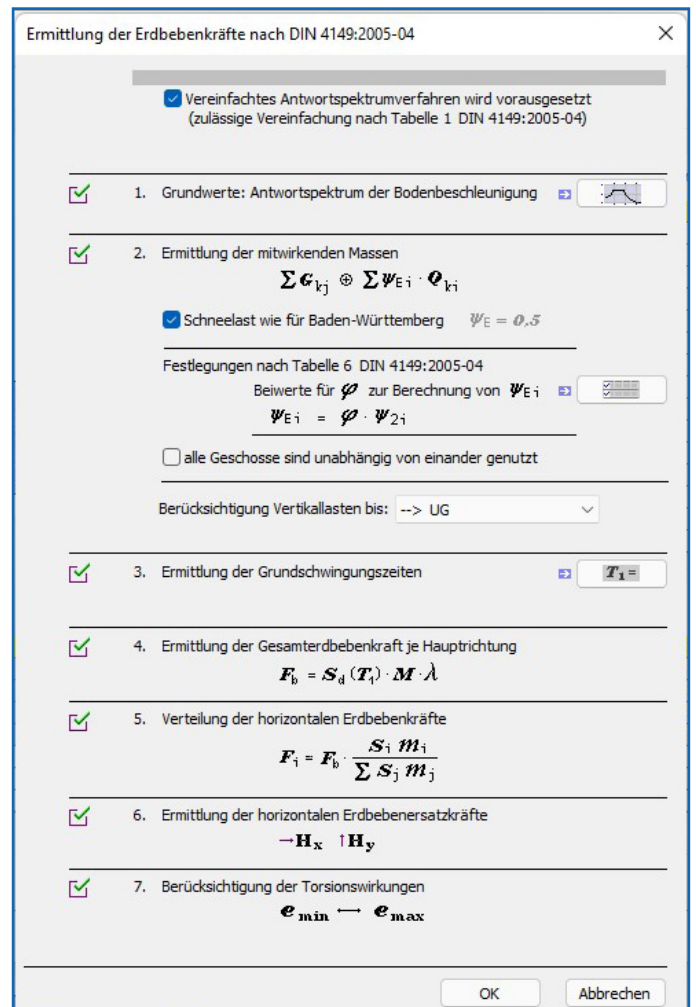 Ermittlung der Erdbebenkräfte nach DIN 4149:2005-04
Vereinfachtes Antwortspektrumverfahren wird vorausgesetzt
(zulässige Vereinfachung nach Tabelle 1 DIN 4149:2005-04)
1. Grundwerte: Antwortspektrum der Bodenbeschleunigung
2. Ermittlung der mitwirkenden Massen
∑ G_kj ⊕ ∑ Ψ_Ei · Q_ki
Schneelast wie für Baden-Württemberg Ψ_E = 0.5
Festlegungen nach Tabelle 6 DIN 4149:2005-04
Beiwerte für φ zur Berechnung von Ψ_Ei
Ψ_Ei = φ · Ψ_2i
alle Geschosse sind unabhängig von einander genutzt
Berücksichtigung Vertikallasten bis: --> UG
3. Ermittlung der Grundschwingungszeiten T_1 =
4. Ermittlung der Gesamterdbebenkraft je Hauptrichtung
F_b = S_d (T_1) · M · λ
5. Verteilung der horizontalen Erdbebenkräfte
F_i = F_b · S_i m_i / ∑ S_j m_j
6. Ermittlung der horizontalen Erdbebenersatzkräfte
→H_x ↑H_y
7. Berücksichtigung der Torsionswirkungen
e_min ↔ e_max
OK Abbrechen